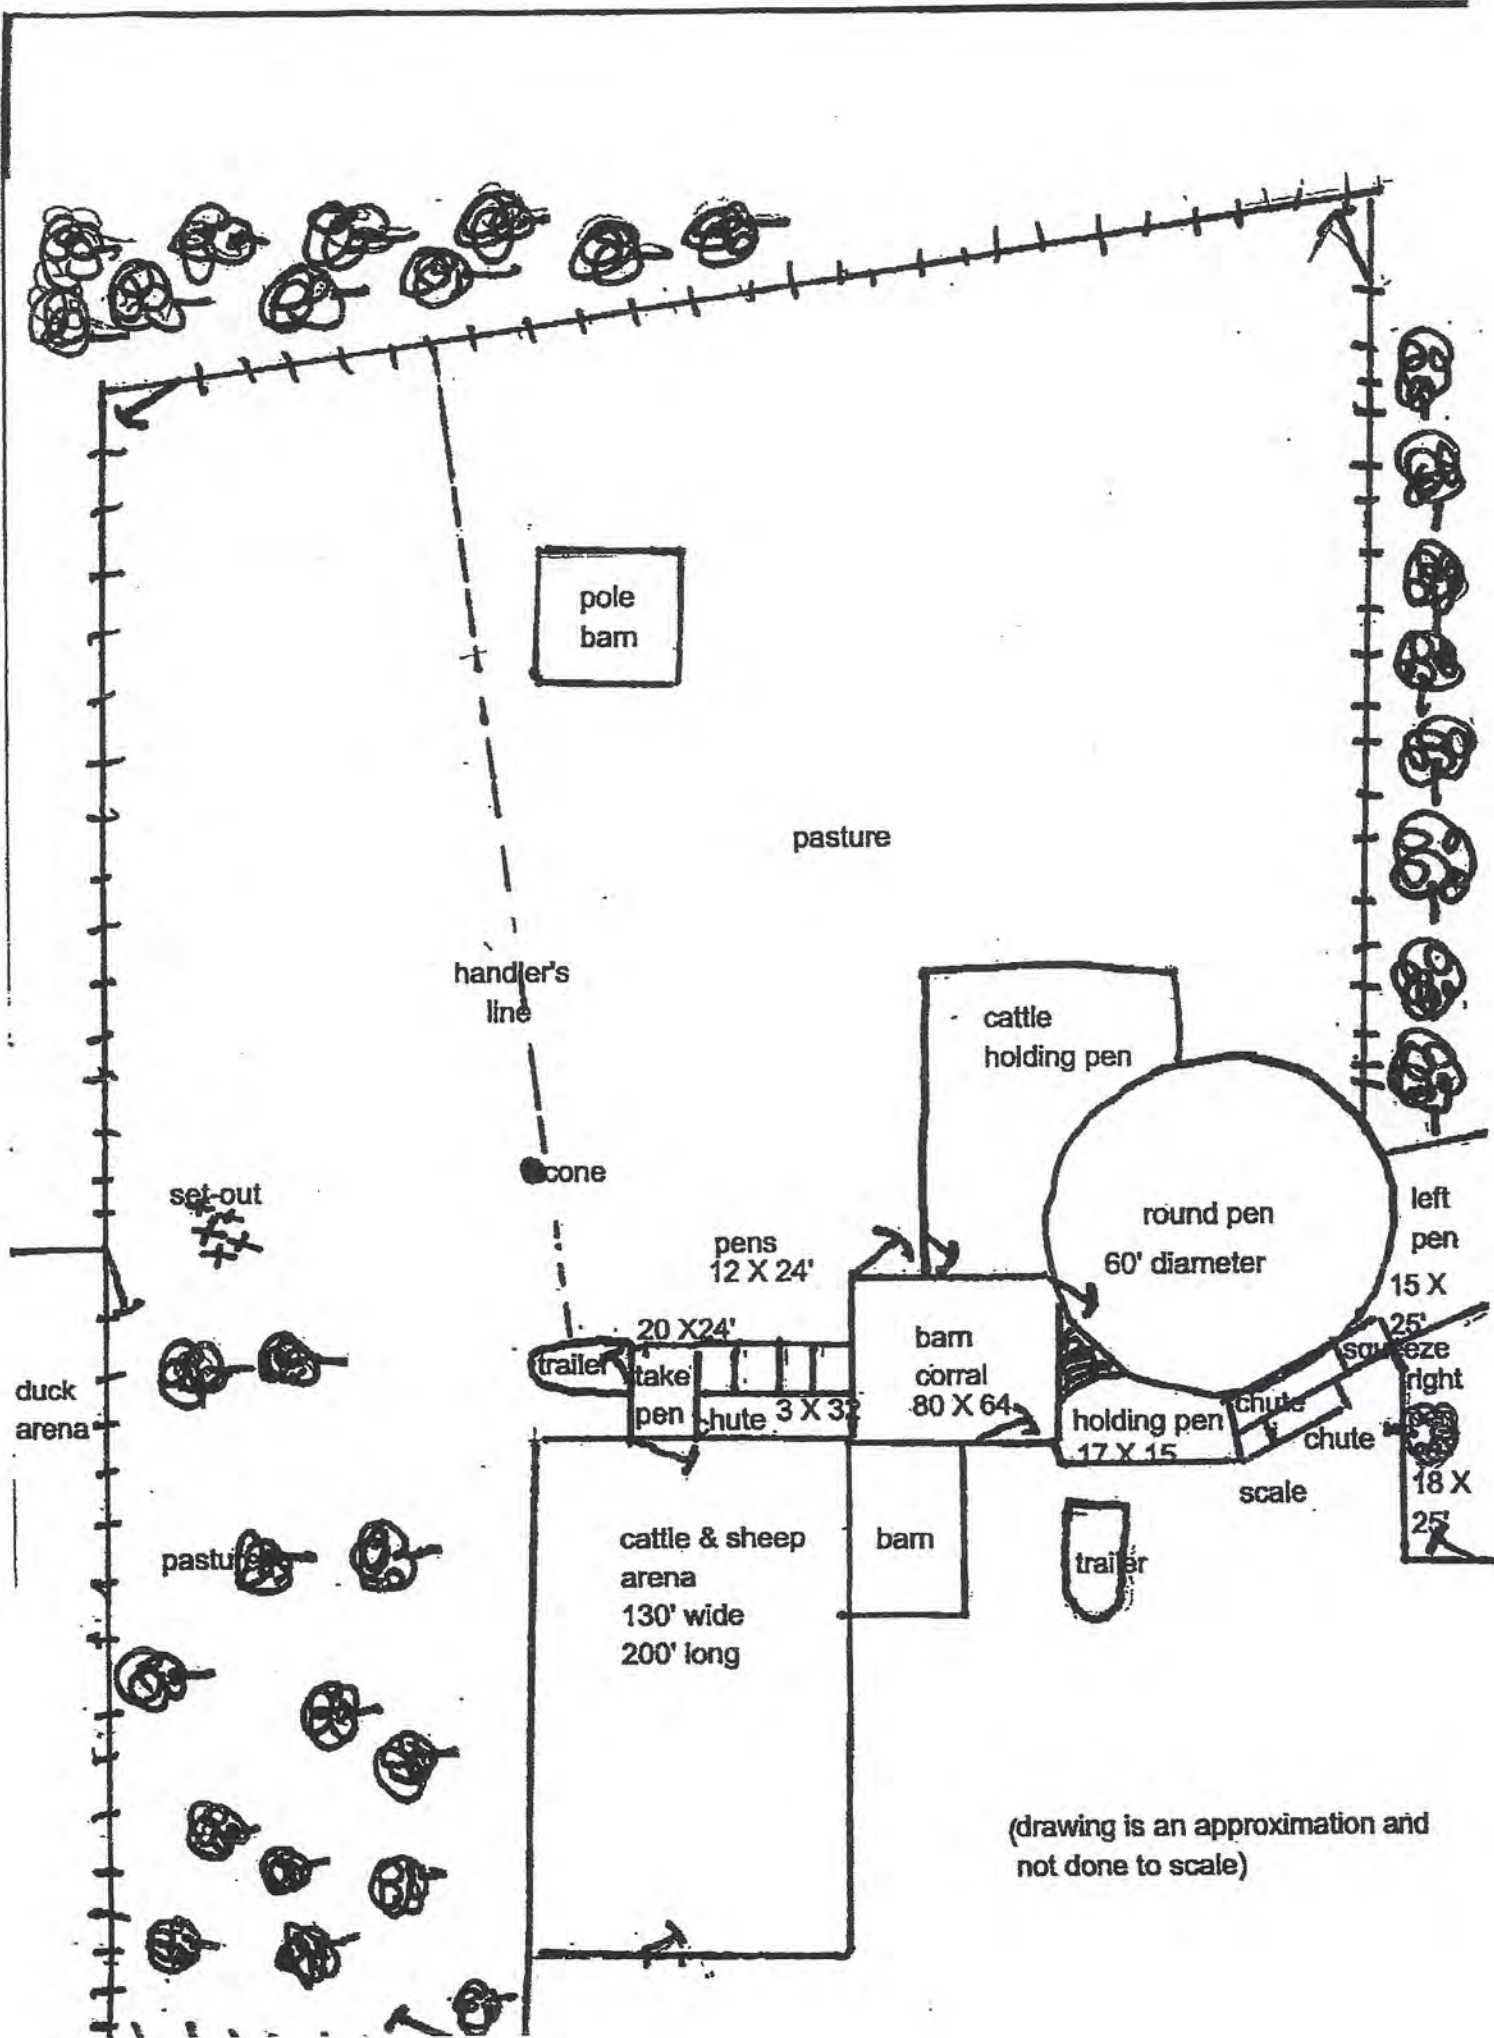 pole
barn
pasture
handler's
line
cattle
holding pen
cone
set-out
round pen
60' diameter
left
pen
15 X
25'
pens
12 X 24'
20 X24'
trailer
take
pen
chute 3 X 32
barn
corral
80 X 64
squeeze
right
18 X
25'
duck
arena
holding pen
17 X 15
chute
chute
scale
pasture
cattle & sheep
arena
130' wide
200' long
barn
trailer
(drawing is an approximation and
not done to scale)